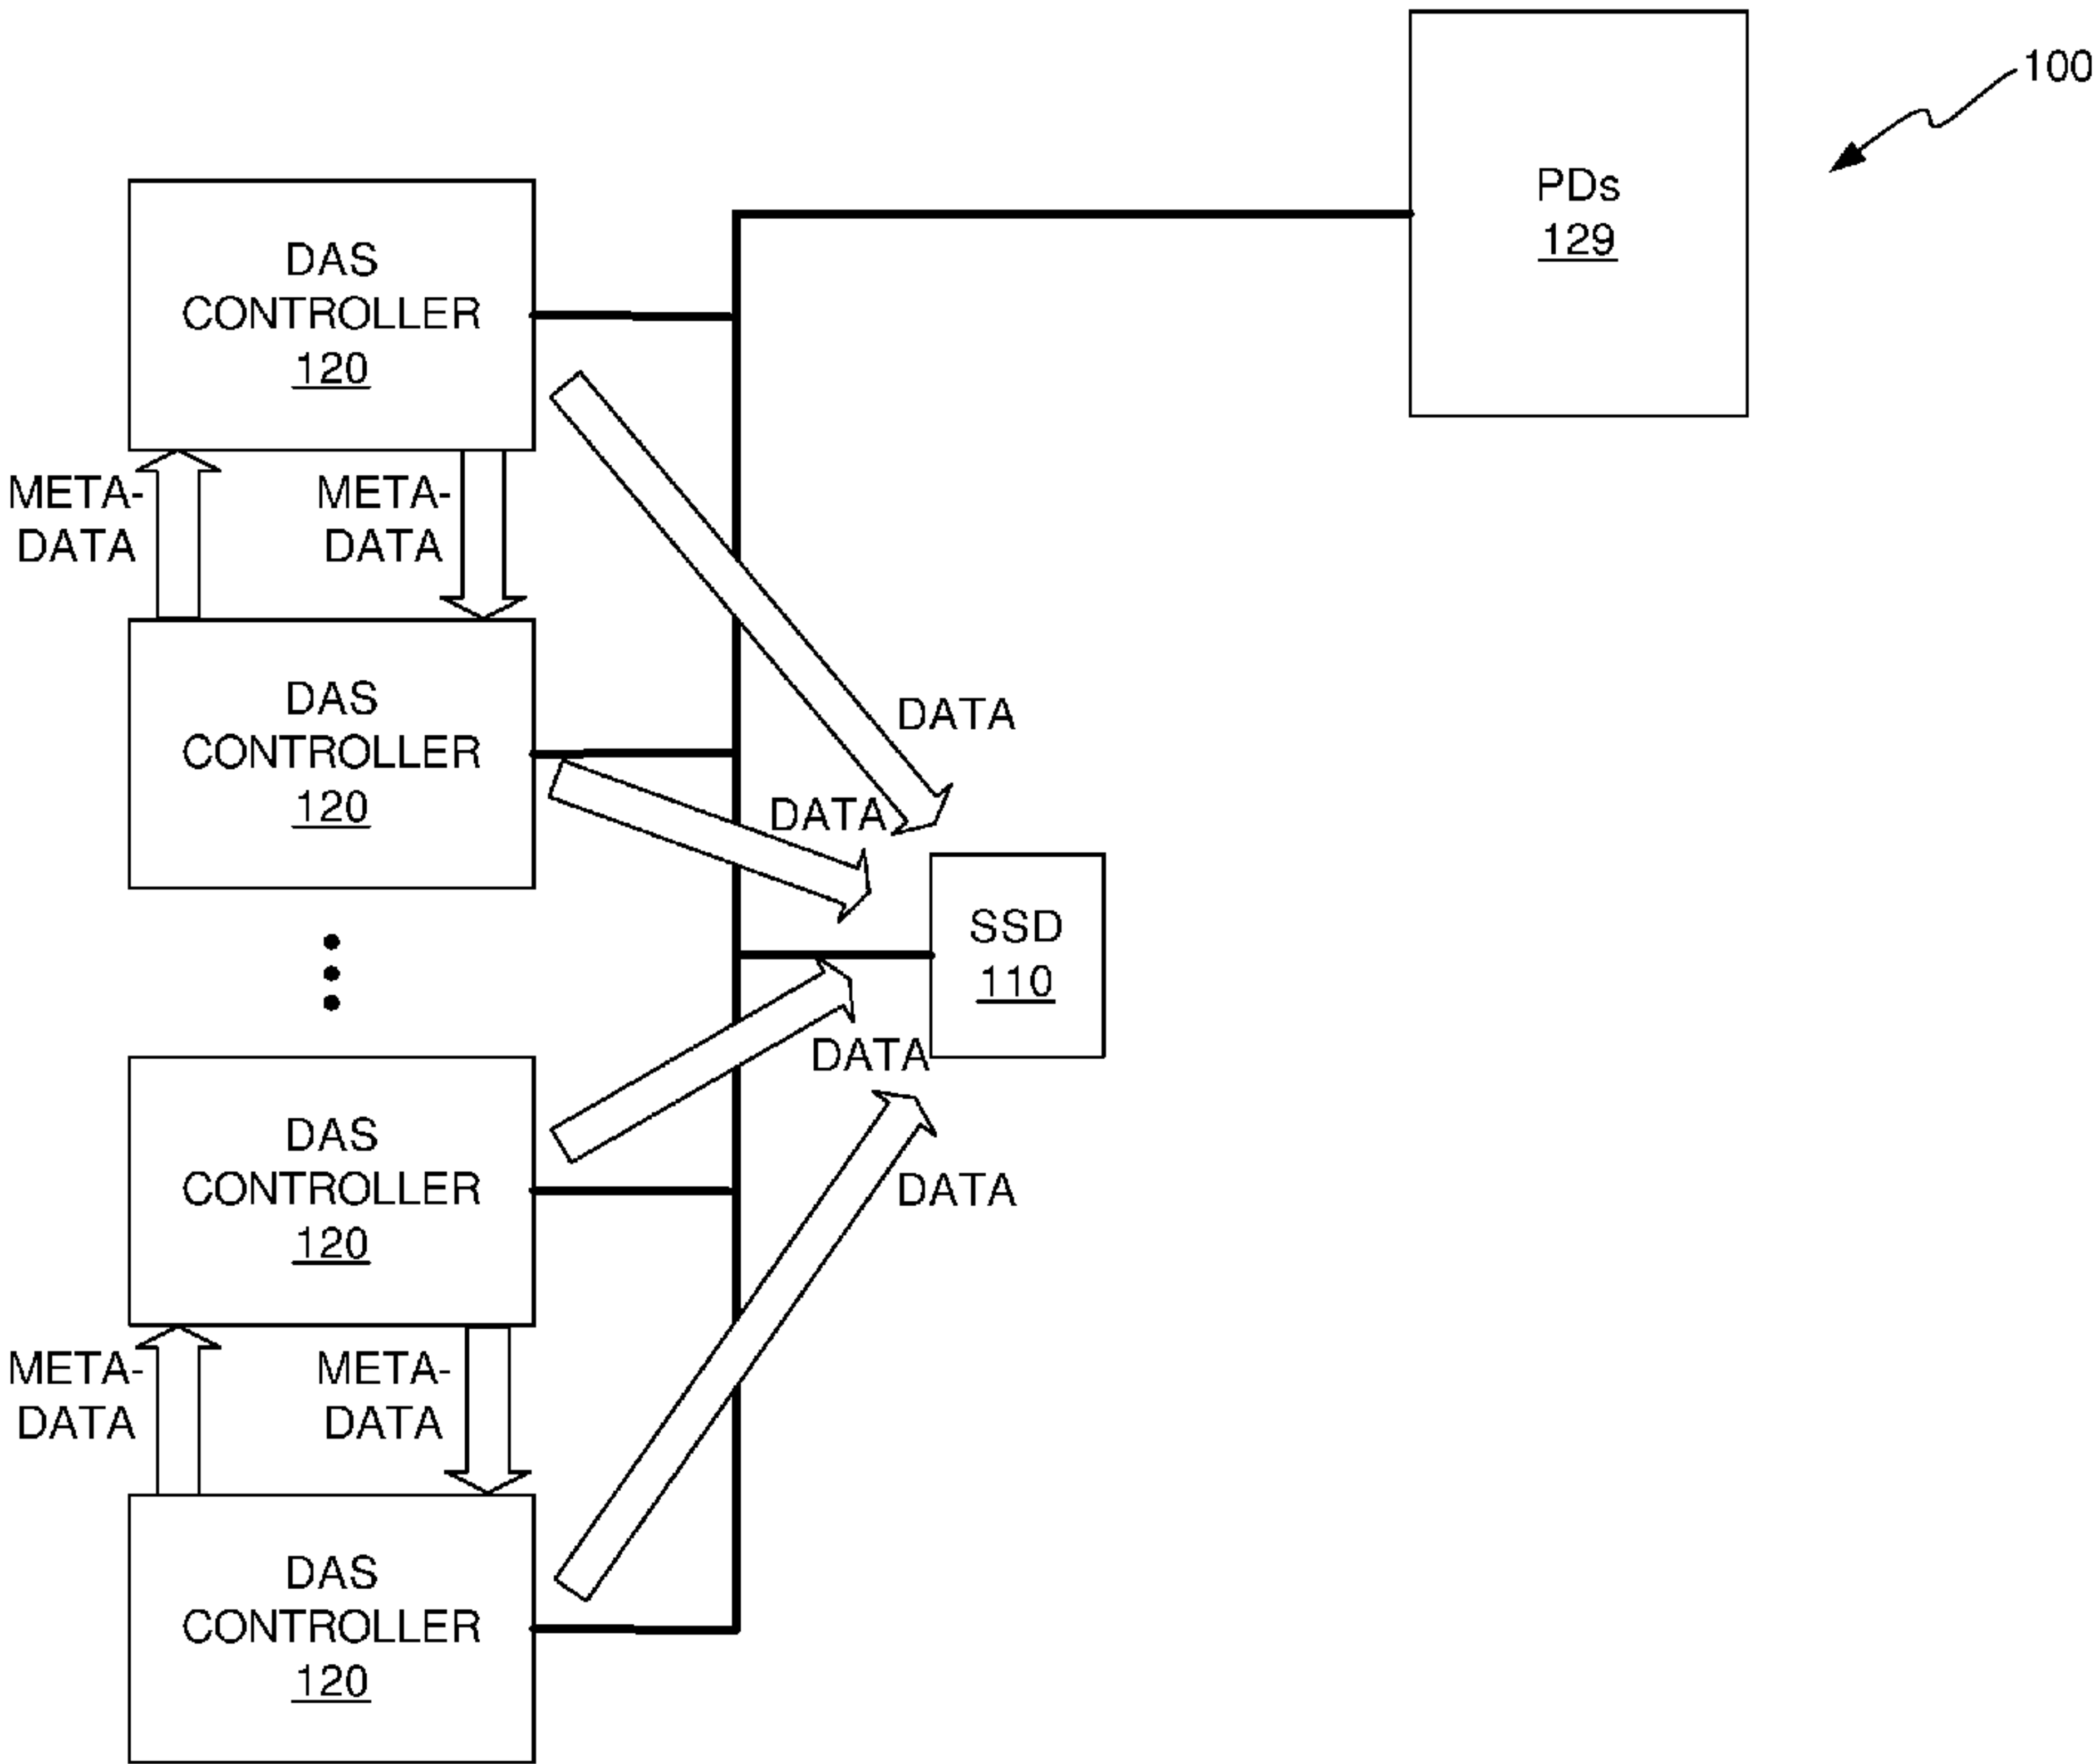 100
PDs
129
DAS
CONTROLLER
120
META-
DATA
META-
DATA
DAS
CONTROLLER
120
DATA
DATA
SSD
110
DATA
DAS
CONTROLLER
120
DATA
META-
DATA
META-
DATA
DAS
CONTROLLER
120